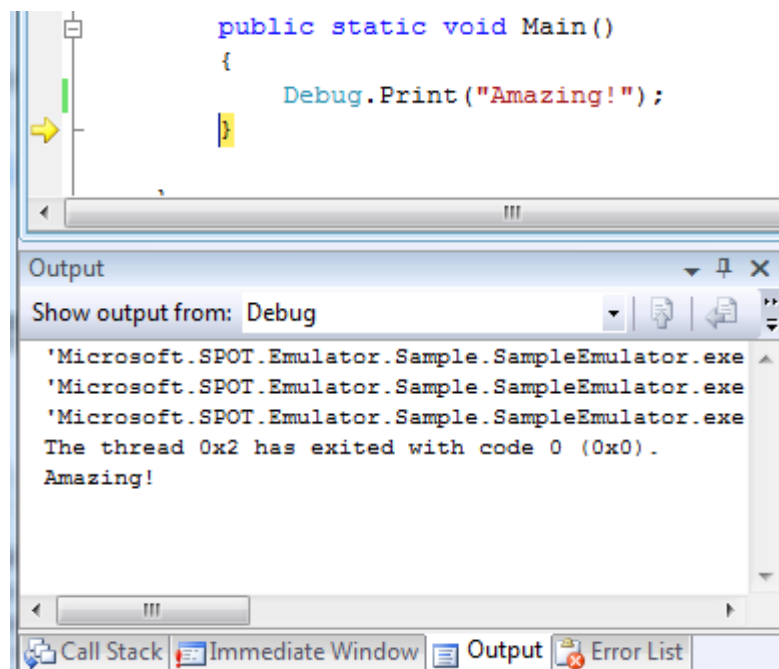 public static void Main()
{
Debug.Print("Amazing!");
}
Output
Show output from: Debug
'Microsoft.SPOT.Emulator.Sample.SampleEmulator.exe
'Microsoft.SPOT.Emulator.Sample.SampleEmulator.exe
'Microsoft.SPOT.Emulator.Sample.SampleEmulator.exe
The thread 0x2 has exited with code 0 (0x0).
Amazing!
Call Stack Immediate Window Output Error List